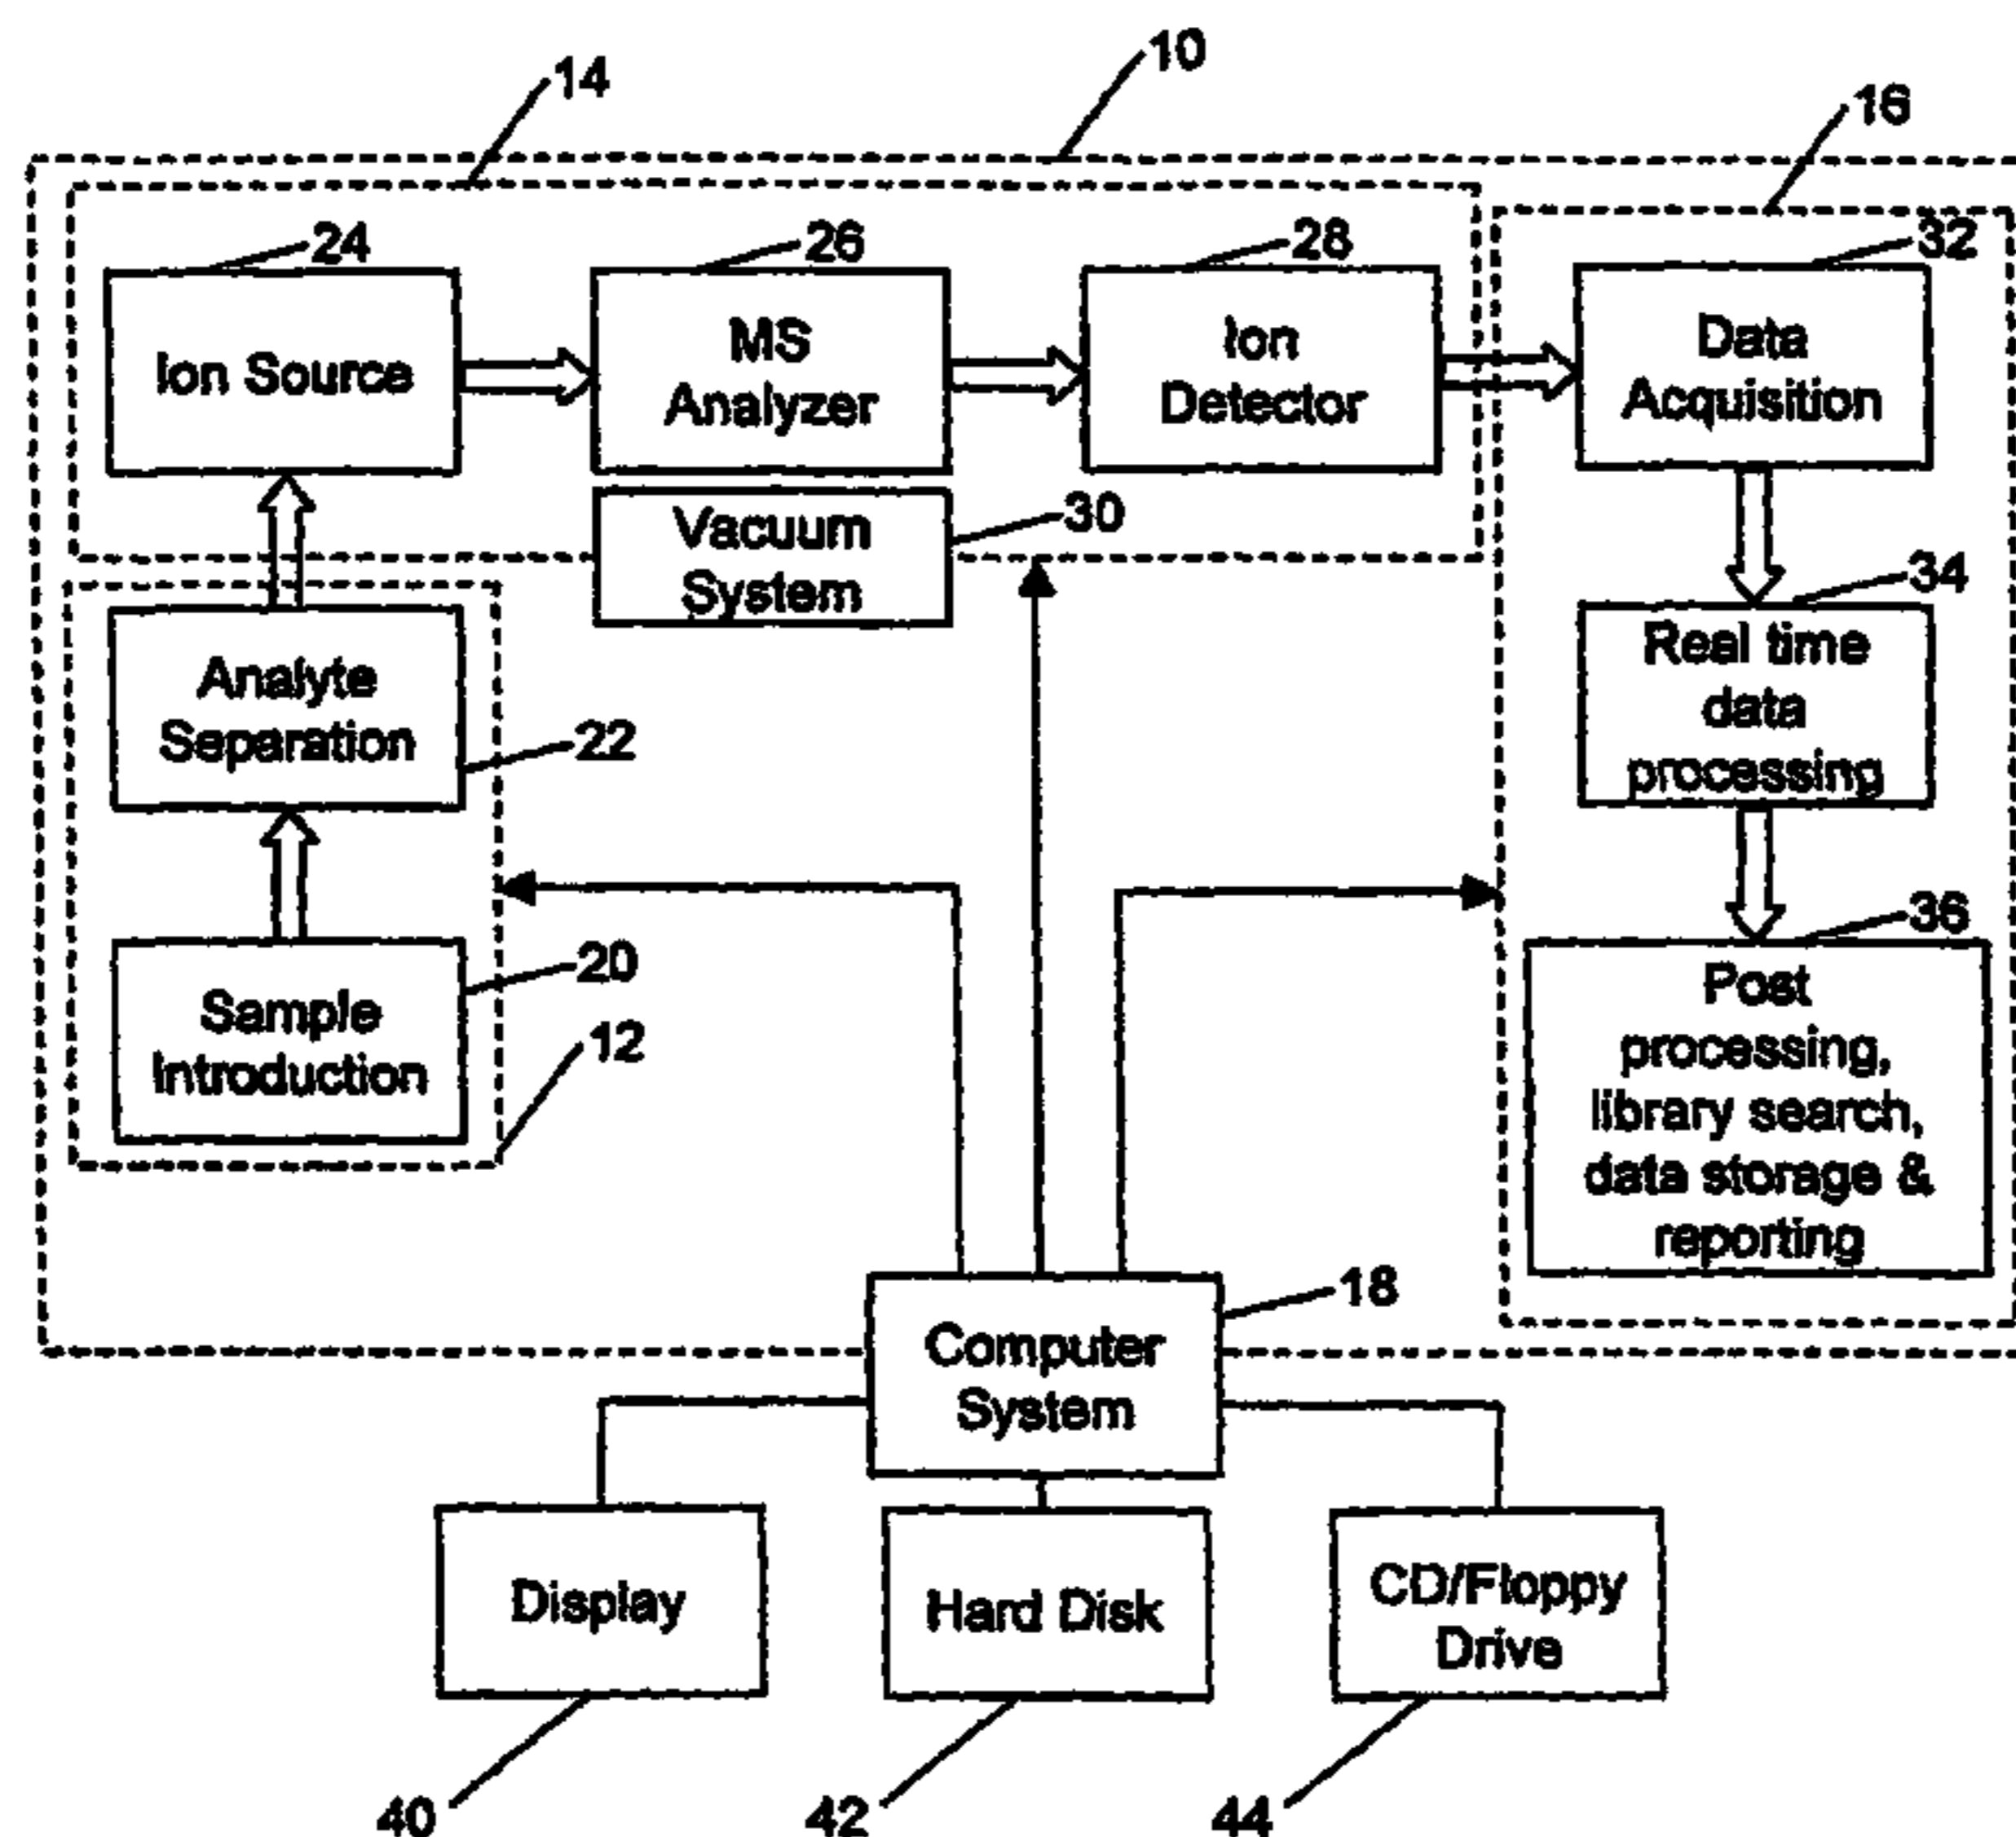 10
14
16
24
26
28
32
Ion Source
MS
Analyzer
Ion
Detector
Data
Acquisition
Vacuum
System
30
34
Analyte
Separation
22
Real time
data
processing
36
Sample
Introduction
20
12
Post
processing,
library search,
data storage &
reporting
18
Computer
System
Display
Hard Disk
CD/Floppy
Drive
40
42
44